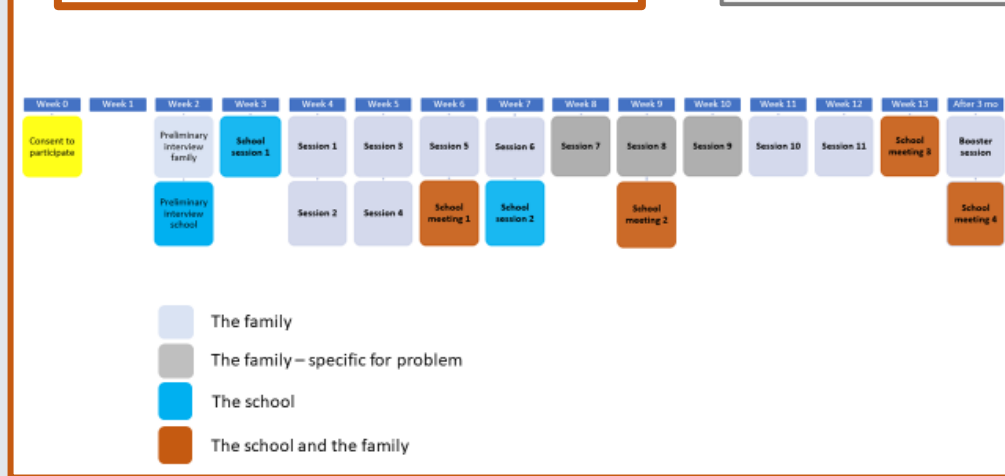 Week 0 Week 1 Week 2 Week 3 Week 4 Week 5 Week 6 Week 7 Week 8 Week 9 Week 10 Week 11 Week 12 Week 13 After 3 mo
Consent to
participate
Preliminary
interview
family
School
session 1
Session 1
Session 3
Session 5
Session 6
Session 7
Session 8
Session 9
Session 10
Session 11
School
meeting 3
Booster
session
Preliminary
interview
school
Session 2
Session 4
School
meeting 1
School
session 2
School
meeting 2
School
meeting 4
The family
The family – specific for problem
The school
The school and the family